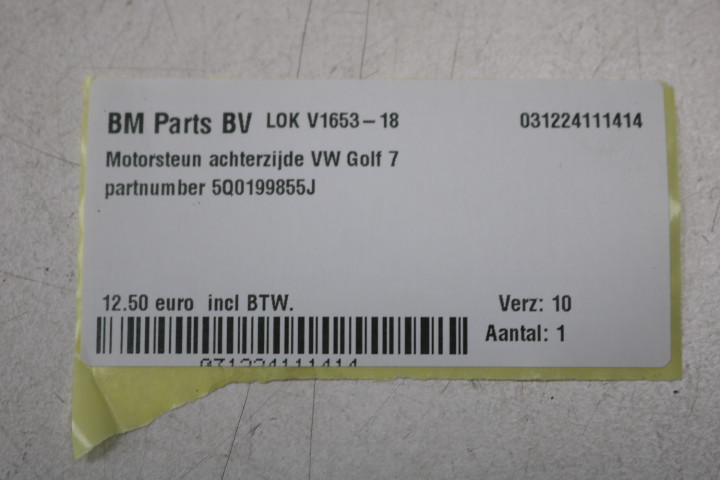 BM Parts BV LOK V1653-18 031224111414
Motorsteun achterzijde VW Golf 7
partnumber 5Q0199855J
12.50 euro incl BTW. Verz: 10
Aantal: 1
031224111414